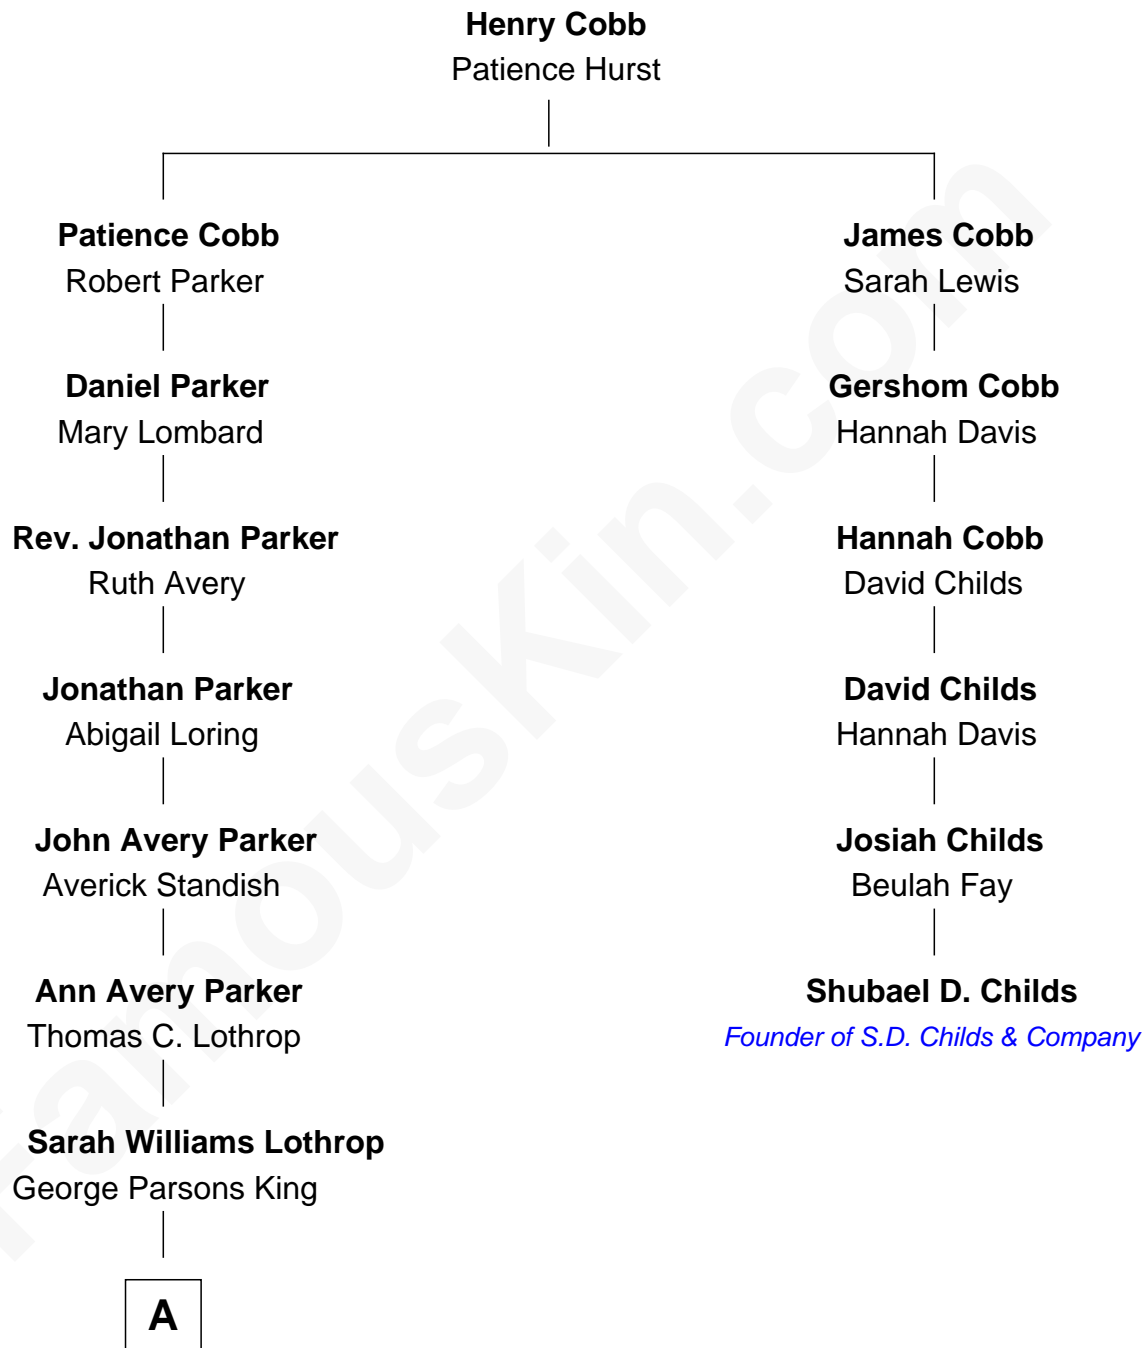 Henry Cobb
Patience Hurst
Patience Cobb
Robert Parker
James Cobb
Sarah Lewis
Daniel Parker
Mary Lombard
Gershom Cobb
Hannah Davis
Rev. Jonathan Parker
Ruth Avery
Hannah Cobb
David Childs
Jonathan Parker
Abigail Loring
David Childs
Hannah Davis
John Avery Parker
Averick Standish
Josiah Childs
Beulah Fay
Ann Avery Parker
Thomas C. Lothrop
Shubael D. Childs
Founder of S.D. Childs & Company
Sarah Williams Lothrop
George Parsons King
A
FamousKin.com